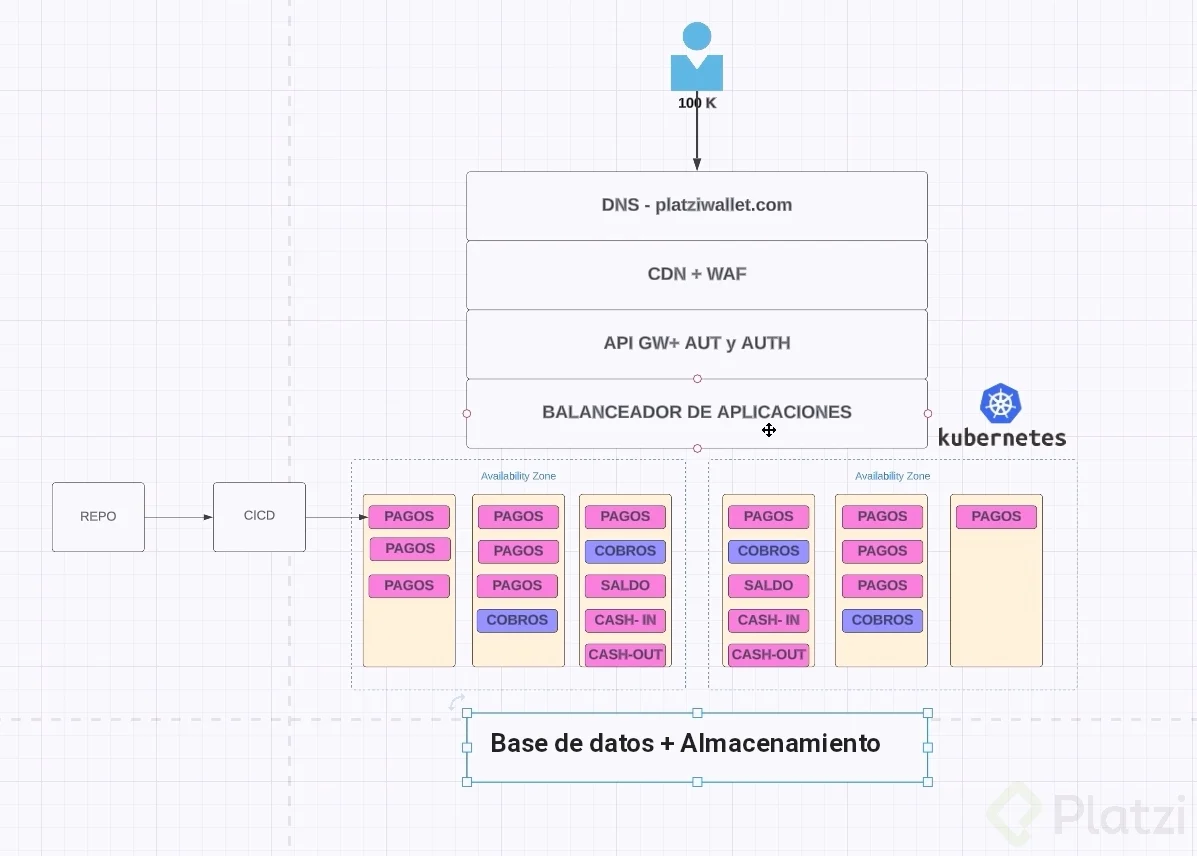 100 K
DNS - platziwallet.com
CDN + WAF
API GW+ AUT y AUTH
BALANCEADOR DE APLICACIONES
kubernetes
REPO
CICD
Availability Zone
PAGOS
PAGOS
PAGOS
PAGOS
PAGOS
PAGOS
COBROS
PAGOS
COBROS
SALDO
CASH- IN
CASH-OUT
Availability Zone
PAGOS
COBROS
SALDO
CASH- IN
CASH-OUT
PAGOS
PAGOS
PAGOS
COBROS
PAGOS
Base de datos + Almacenamiento
Platzi